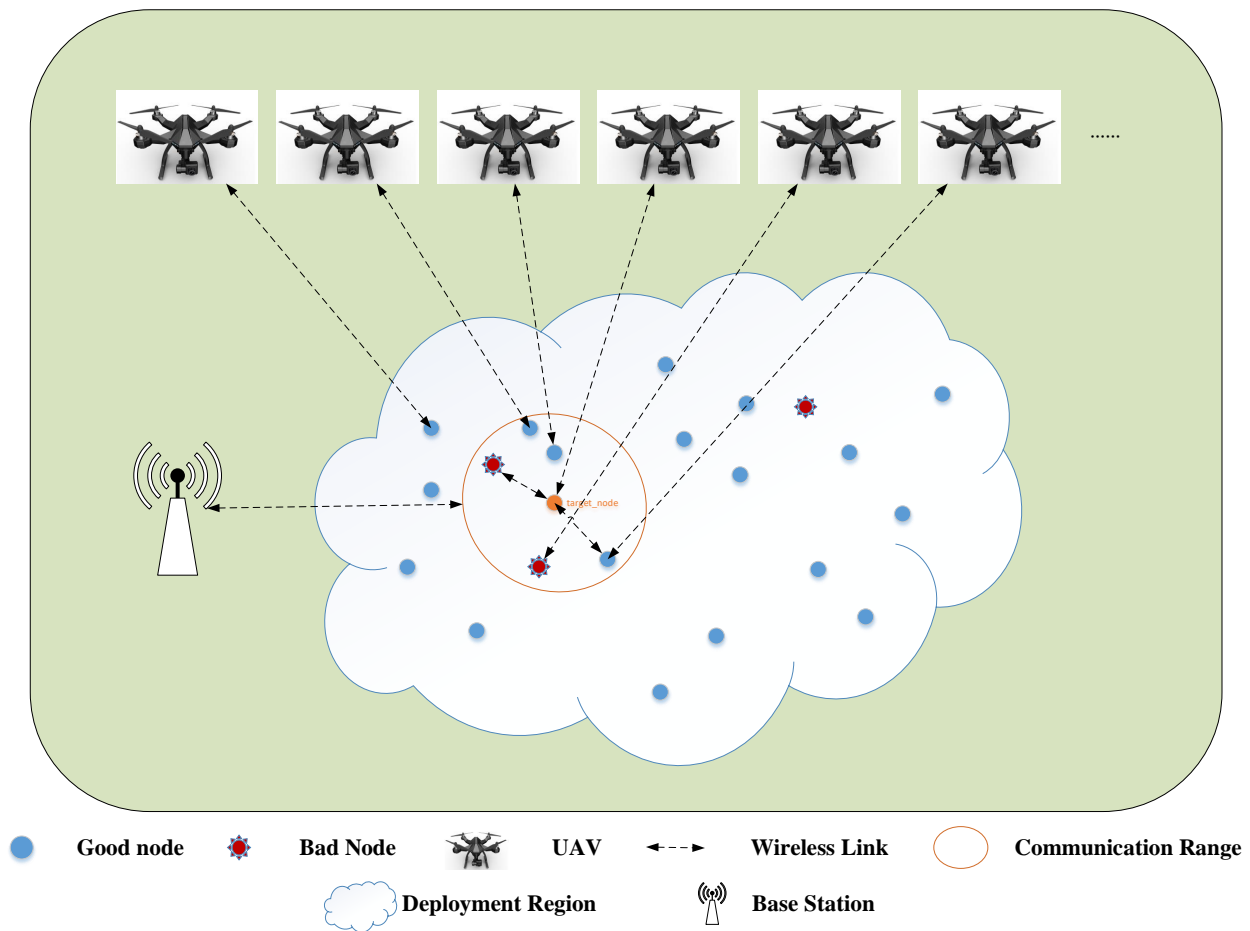 ......
target_node
Good node Bad Node UAV Wireless Link Communication Range
Deployment Region Base Station